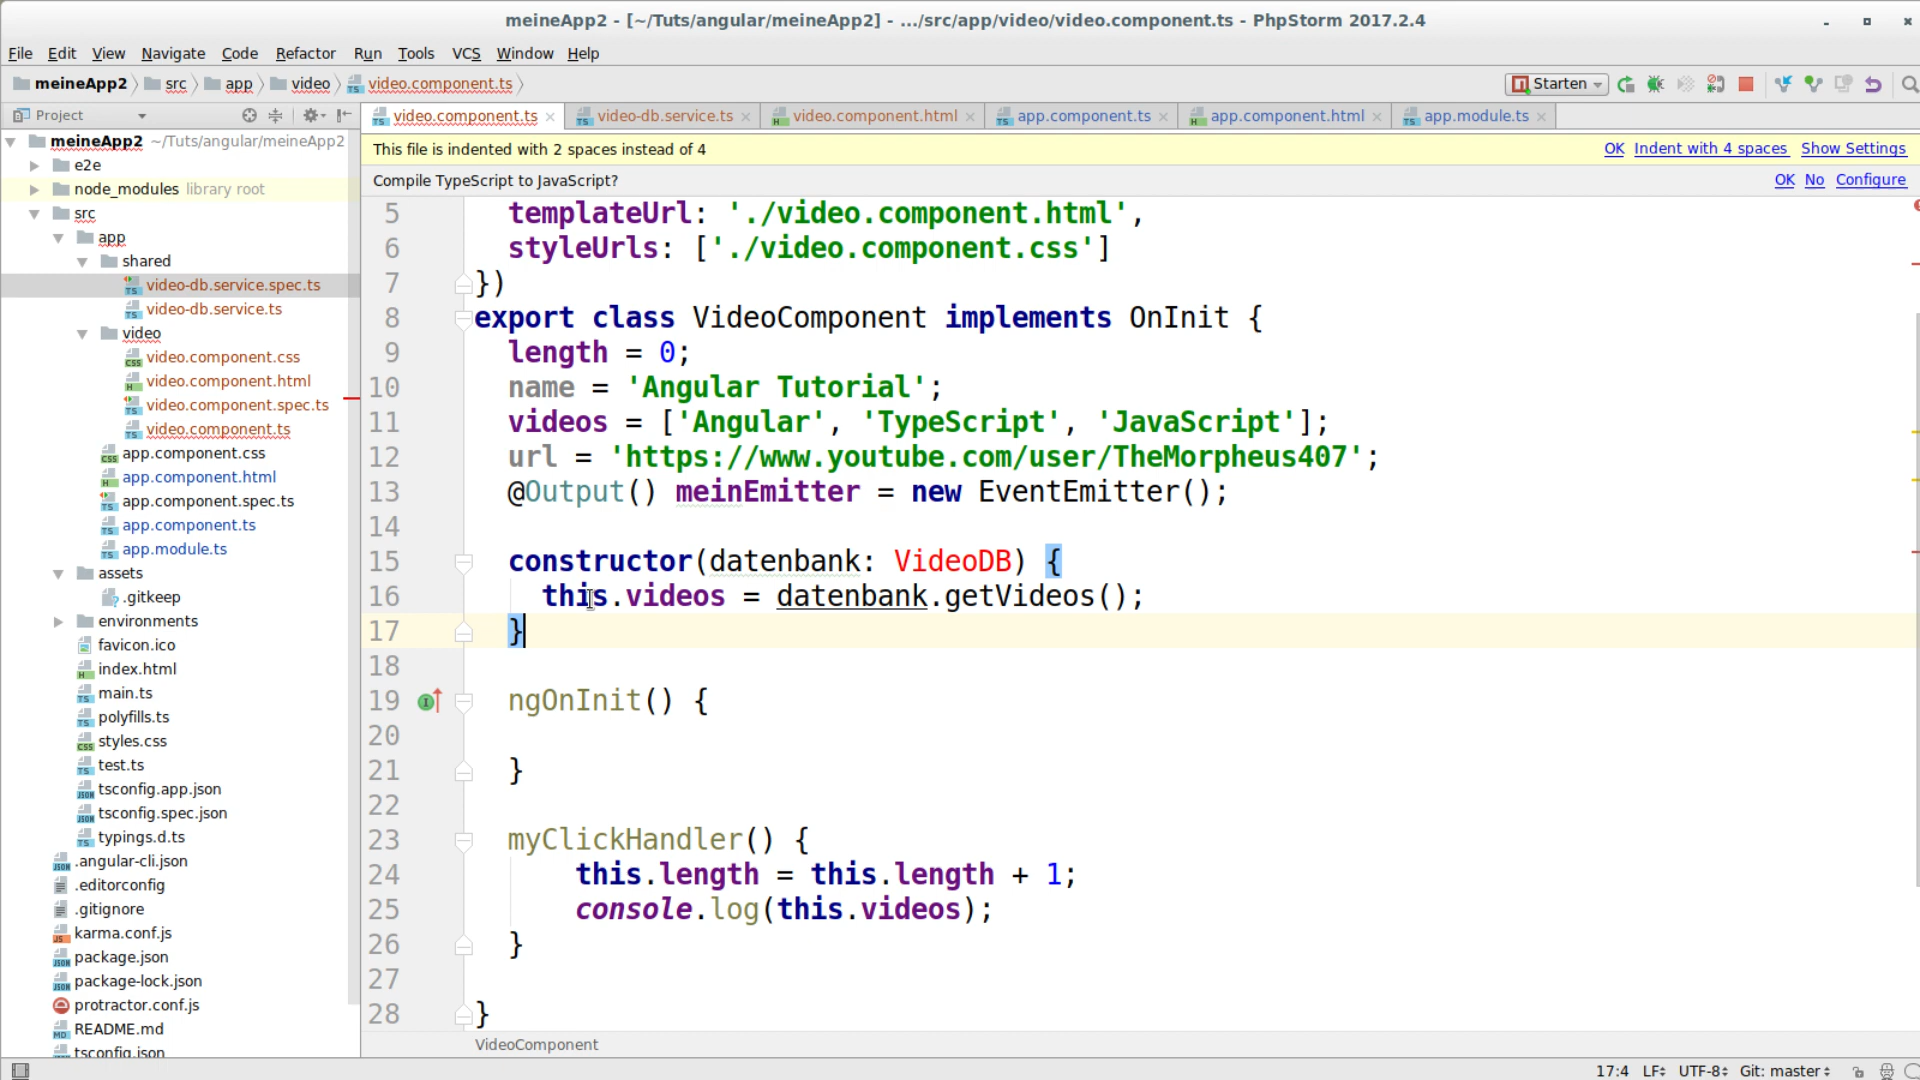 meineApp2 - [~/Tuts/angular/meineApp2] - .../src/app/video/video.component.ts - PhpStorm 2017.2.4
File Edit View Navigate Code Refactor Run Tools VCS Window Help
meineApp2 src app video video.component.ts Starten
Project
video.component.ts video-db.service.ts video.component.html app.component.ts app.component.html app.module.ts
This file is indented with 2 spaces instead of 4 OK Indent with 4 spaces Show Settings
Compile TypeScript to JavaScript? OK No Configure
meineApp2 ~/Tuts/angular/meineApp2
e2e
node_modules library root
src
app
shared
video-db.service.spec.ts
video-db.service.ts
video
video.component.css
video.component.html
video.component.spec.ts
video.component.ts
app.component.css
app.component.html
app.component.spec.ts
app.component.ts
app.module.ts
assets
.gitkeep
environments
favicon.ico
index.html
main.ts
polyfills.ts
styles.css
test.ts
tsconfig.app.json
tsconfig.spec.json
typings.d.ts
.angular-cli.json
.editorconfig
.gitignore
karma.conf.js
package.json
package-lock.json
protractor.conf.js
README.md
tsconfig.json
5 templateUrl: './video.component.html',
6 styleUrls: ['./video.component.css']
7 })
8 export class VideoComponent implements OnInit {
9 length = 0;
10 name = 'Angular Tutorial';
11 videos = ['Angular', 'TypeScript', 'JavaScript'];
12 url = 'https://www.youtube.com/user/TheMorpheus407';
13 @Output() meinEmitter = new EventEmitter();
14
15 constructor(datenbank: VideoDB) {
16 this.videos = datenbank.getVideos();
17 }
18
19 ngOnInit() {
20
21 }
22
23 myClickHandler() {
24 this.length = this.length + 1;
25 console.log(this.videos);
26 }
27
28 }
VideoComponent
17:4 LF UTF-8 Git: master